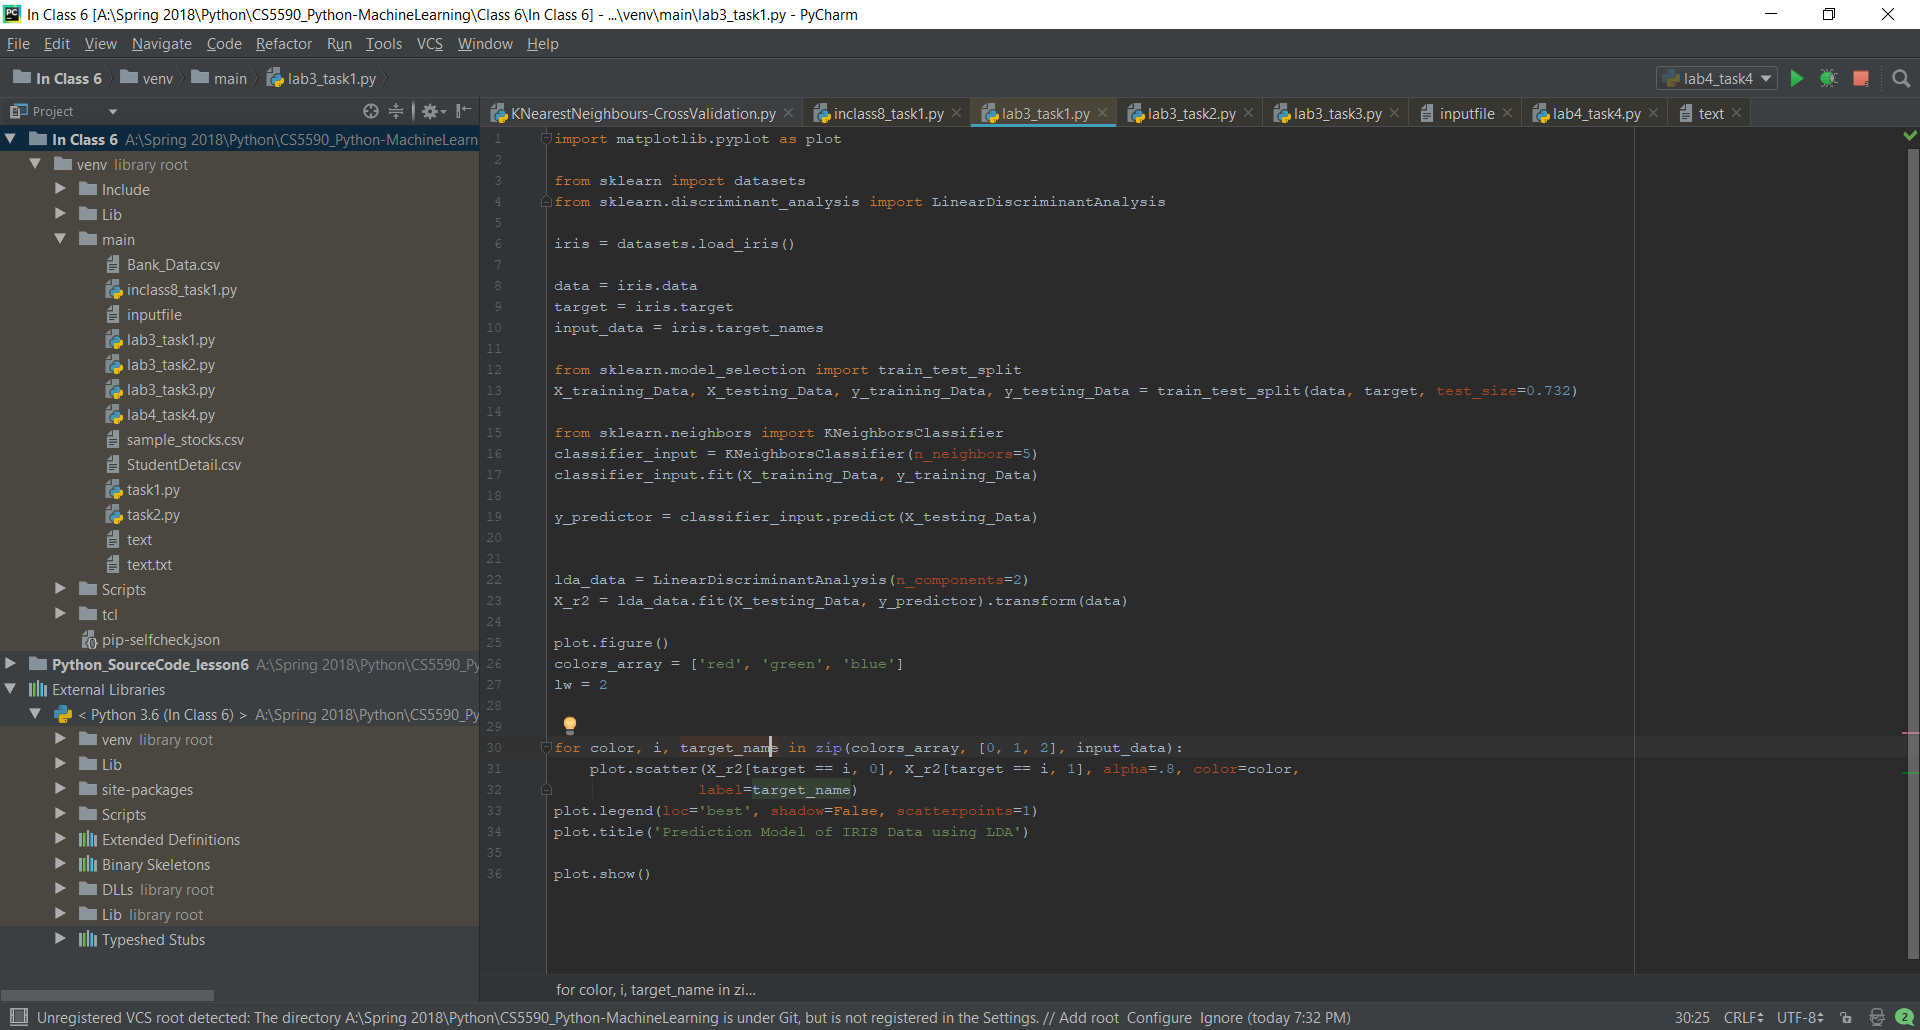 In Class 6 [A:\Spring 2018\Python\CS5590_Python-MachineLearning\Class 6\In Class 6] - ...\venv\main\lab3_task1.py - PyCharm
File Edit View Navigate Code Refactor Run Tools VCS Window Help
In Class 6 venv main lab3_task1.py lab4_task4
Project
KNearestNeighbours-CrossValidation.py inclass8_task1.py lab3_task1.py lab3_task2.py lab3_task3.py inputfile lab4_task4.py text
In Class 6 A:\Spring 2018\Python\CS5590_Python-MachineLearn
venv library root
Include
Lib
main
Bank_Data.csv
inclass8_task1.py
inputfile
lab3_task1.py
lab3_task2.py
lab3_task3.py
lab4_task4.py
sample_stocks.csv
StudentDetail.csv
task1.py
task2.py
text
text.txt
Scripts
tcl
pip-selfcheck.json
Python_SourceCode_lesson6 A:\Spring 2018\Python\CS5590_Py
External Libraries
< Python 3.6 (In Class 6) > A:\Spring 2018\Python\CS5590_Py
venv library root
Lib
site-packages
Scripts
Extended Definitions
Binary Skeletons
DLLs library root
Lib library root
Typeshed Stubs
1 import matplotlib.pyplot as plot
2
3 from sklearn import datasets
4 from sklearn.discriminant_analysis import LinearDiscriminantAnalysis
5
6 iris = datasets.load_iris()
7
8 data = iris.data
9 target = iris.target
10 input_data = iris.target_names
11
12 from sklearn.model_selection import train_test_split
13 X_training_Data, X_testing_Data, y_training_Data, y_testing_Data = train_test_split(data, target, test_size=0.732)
14
15 from sklearn.neighbors import KNeighborsClassifier
16 classifier_input = KNeighborsClassifier(n_neighbors=5)
17 classifier_input.fit(X_training_Data, y_training_Data)
18
19 y_predictor = classifier_input.predict(X_testing_Data)
20
21
22 lda_data = LinearDiscriminantAnalysis(n_components=2)
23 X_r2 = lda_data.fit(X_testing_Data, y_predictor).transform(data)
24
25 plot.figure()
26 colors_array = ['red', 'green', 'blue']
27 lw = 2
28
29
30 for color, i, target_name in zip(colors_array, [0, 1, 2], input_data):
31 plot.scatter(X_r2[target == i, 0], X_r2[target == i, 1], alpha=.8, color=color,
32 label=target_name)
33 plot.legend(loc='best', shadow=False, scatterpoints=1)
34 plot.title('Prediction Model of IRIS Data using LDA')
35
36 plot.show()
for color, i, target_name in zi...
Unregistered VCS root detected: The directory A:\Spring 2018\Python\CS5590_Python-MachineLearning is under Git, but is not registered in the Settings. // Add root Configure Ignore (today 7:32 PM) 30:25 CRLF UTF-8 2